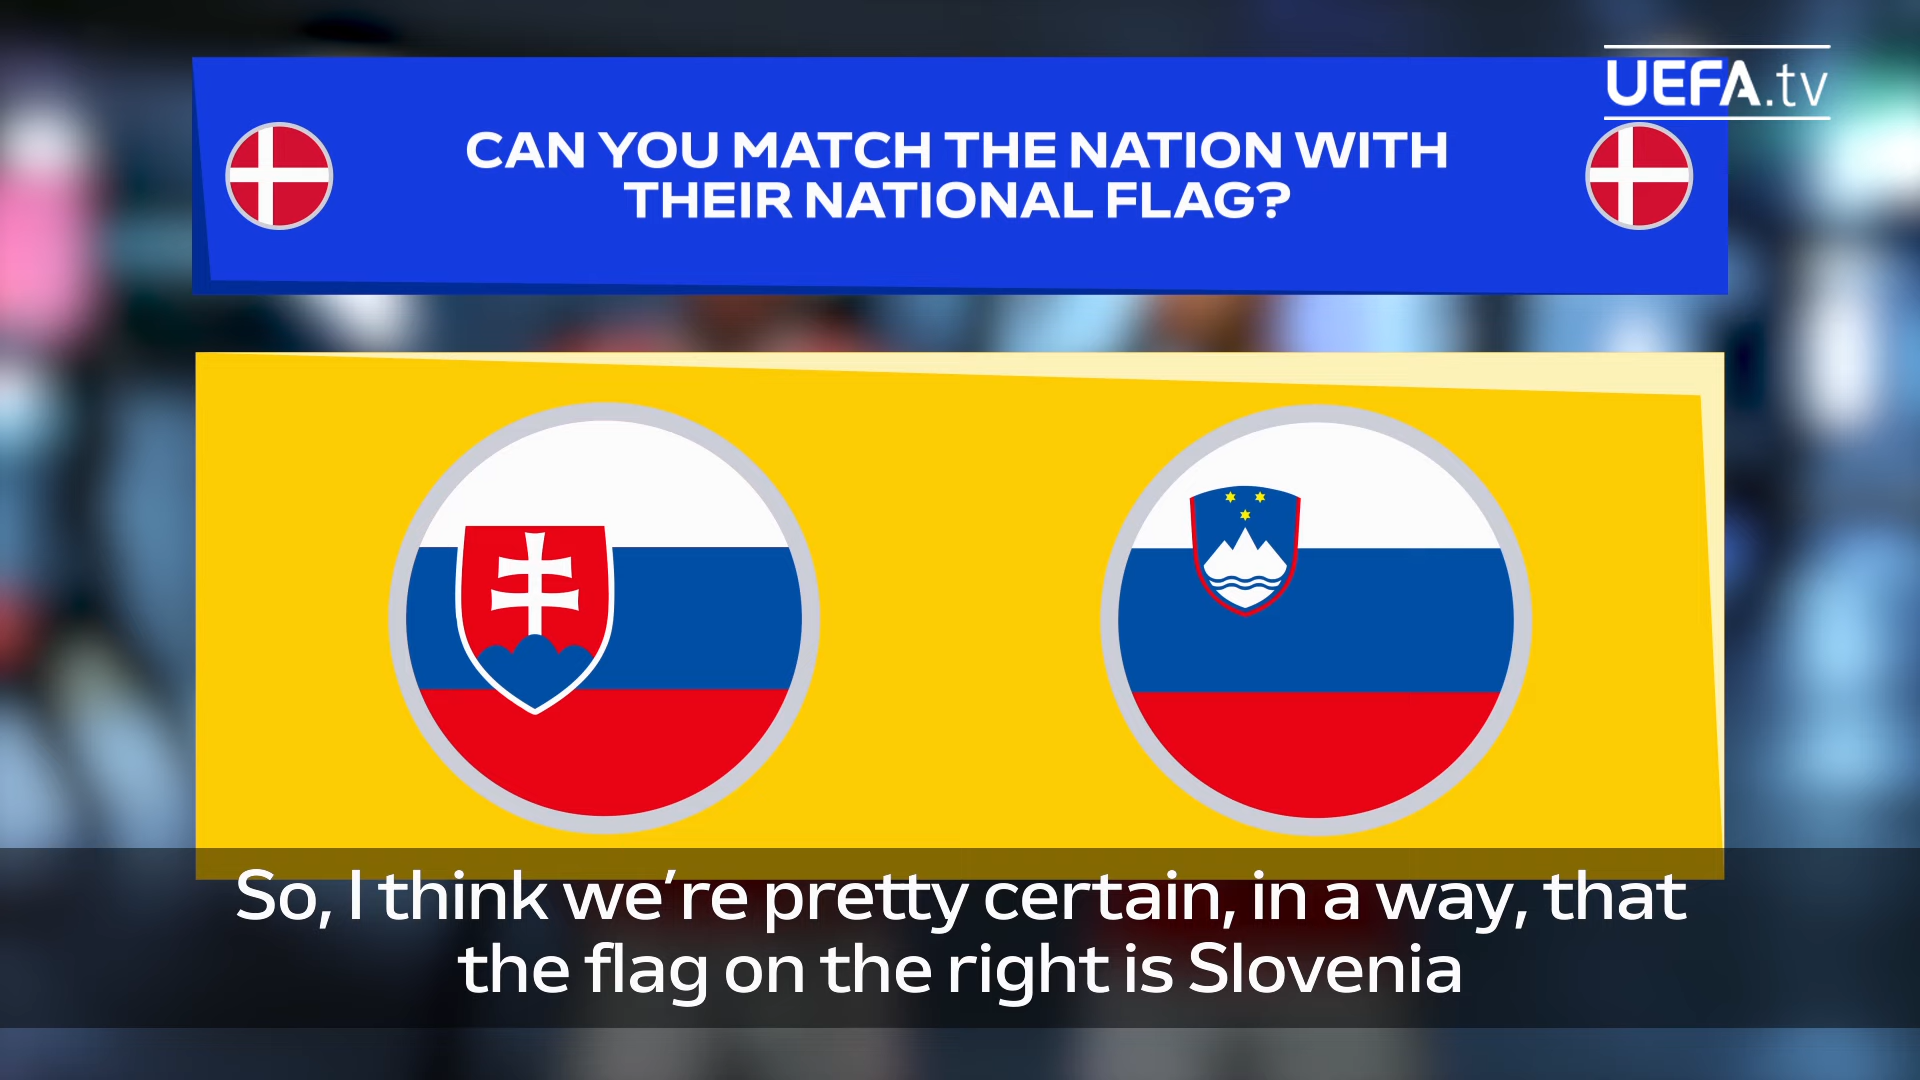 UEFA.tv
CAN YOU MATCH THE NATION WITH
THEIR NATIONAL FLAG?
So, I think we’re pretty certain, in a way, that
the flag on the right is Slovenia